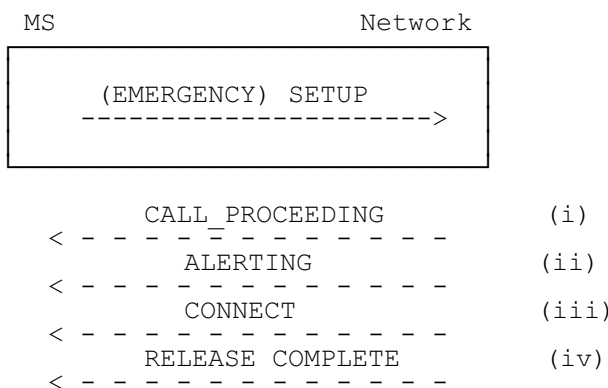 MS Network
(EMERGENCY) SETUP
CALL_PROCEEDING (i)
ALERTING (ii)
CONNECT (iii)
RELEASE COMPLETE (iv)